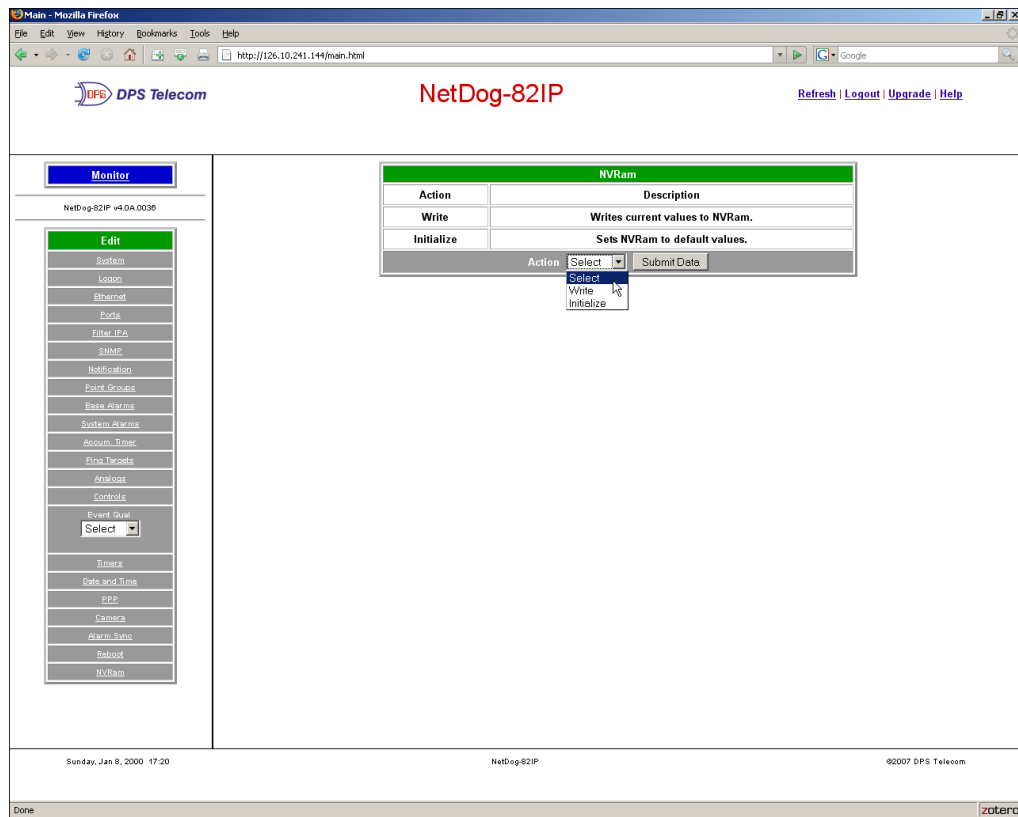 Main - Mozilla Firefox
File Edit View History Bookmarks Tools Help
http://126.10.241.144/main.html
G Google
DPS DPS Telecom
NetDog-82IP
Refresh | Logout | Upgrade | Help
Monitor
NetDog-82IP v4.0A.0036
Edit
System
Logon
Ethernet
Ports
Filter IPA
SNMP
Notification
Point Groups
Base Alarms
System Alarms
Accum. Timer
Ping Targets
Analogs
Controls
Event Qual
Select
Timers
Date and Time
PPP
Camera
Alarm Sync
Reboot
NVRam
NVRam
Action Description
Write Writes current values to NVRam.
Initialize Sets NVRam to default values.
Action Select Submit Data
Select
Write
Initialize
Sunday, Jan 8, 2000 17:20
NetDog-82IP
©2007 DPS Telecom
Done
zotero